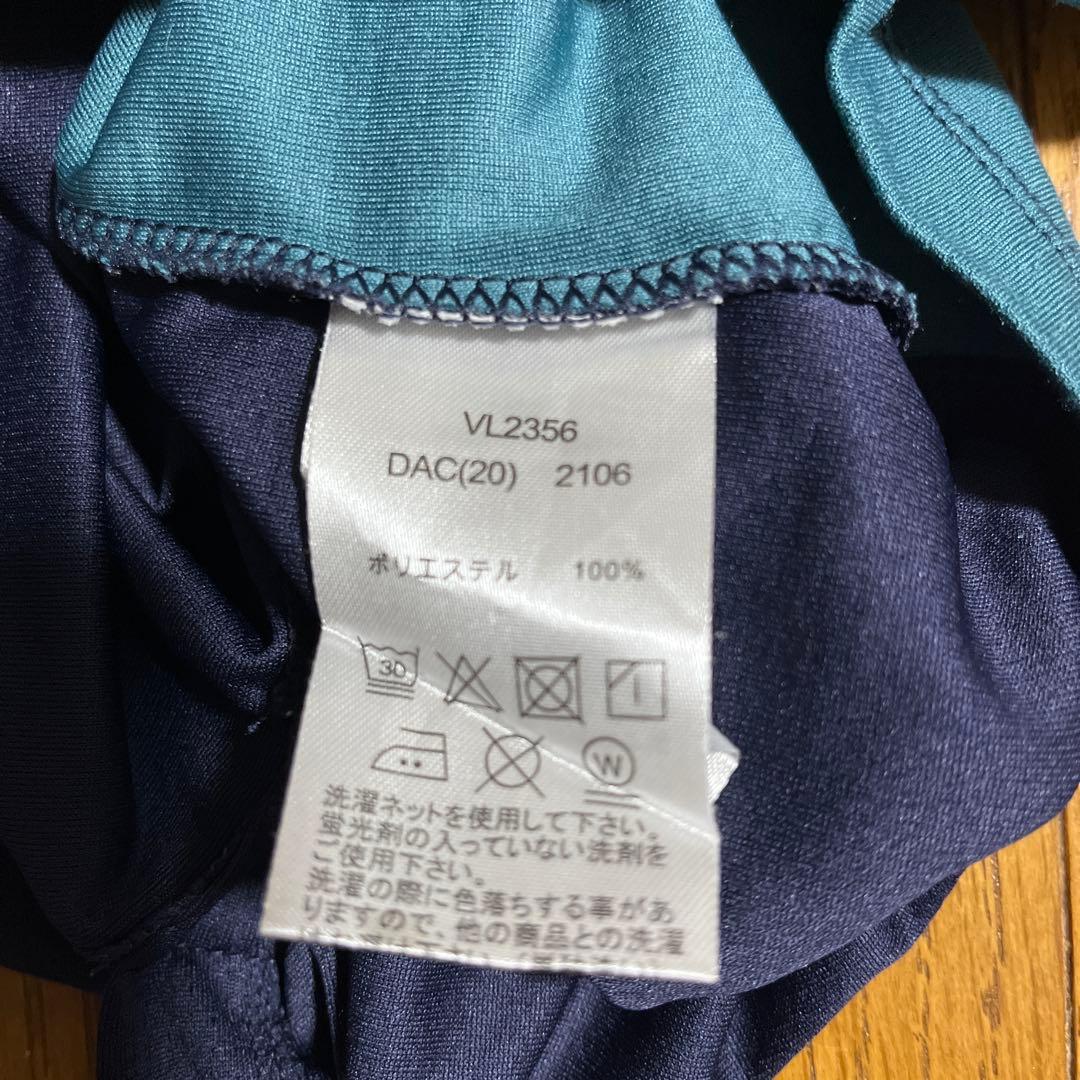 VL2356
DAC(20) 2106
ポリエステル 100%
30
W
洗濯ネットを使用して下さい。
蛍光剤の入っていない洗剤を
ご使用下さい。
洗濯の際に色落ちする事があ
りますので、他の商品との洗濯